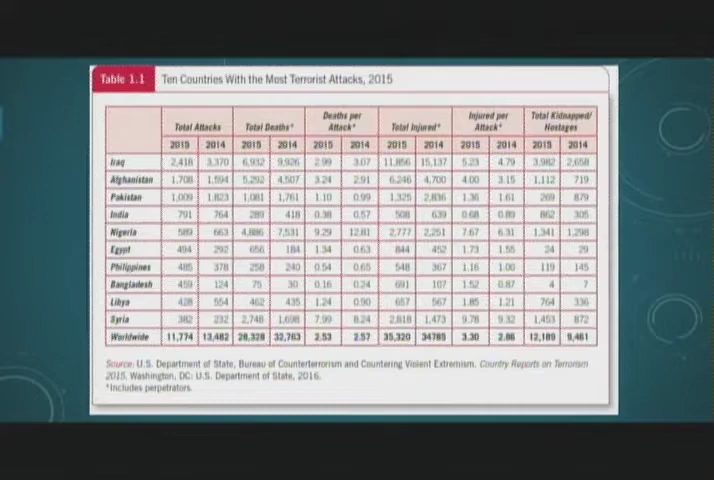 Table 1.1 Ten Countries With the Most Terrorist Attacks, 2015
Total Attacks Total Deaths* Deaths per Attack* Total Injured* Injured per Attack* Total Kidnapped/ Hostages
2015 2014 2015 2014 2015 2014 2015 2014 2015 2014 2015 2014
Iraq 2,418 3,370 6,932 9,926 2.99 3.07 11,856 15,137 5.23 4.79 3,982 2,658
Afghanistan 1,708 1,594 5,292 4,507 3.24 2.91 6,246 4,700 4.00 3.15 1,112 719
Pakistan 1,009 1,823 1,081 1,761 1.10 0.99 1,325 2,836 1.36 1.61 269 879
India 791 764 289 418 0.38 0.57 508 639 0.68 0.89 862 305
Nigeria 589 663 4,886 7,531 9.29 12.81 2,777 2,251 7.67 6.31 1,341 1,298
Egypt 494 292 656 184 1.34 0.63 844 452 1.73 1.55 24 29
Philippines 485 378 258 240 0.54 0.65 548 367 1.16 1.00 119 145
Bangladesh 459 124 75 30 0.16 0.24 691 107 1.52 0.87 4 7
Libya 428 554 462 435 1.24 0.90 657 567 1.85 1.21 764 336
Syria 382 232 2,748 1,698 7.99 8.24 2,818 1,473 9.78 9.32 1,453 872
Worldwide 11,774 13,482 28,328 32,763 2.53 2.57 35,320 34785 3.30 2.86 12,189 9,461
Source: U.S. Department of State, Bureau of Counterterrorism and Countering Violent Extremism. Country Reports on Terrorism
2015. Washington, DC: U.S. Department of State, 2016.
*Includes perpetrators.